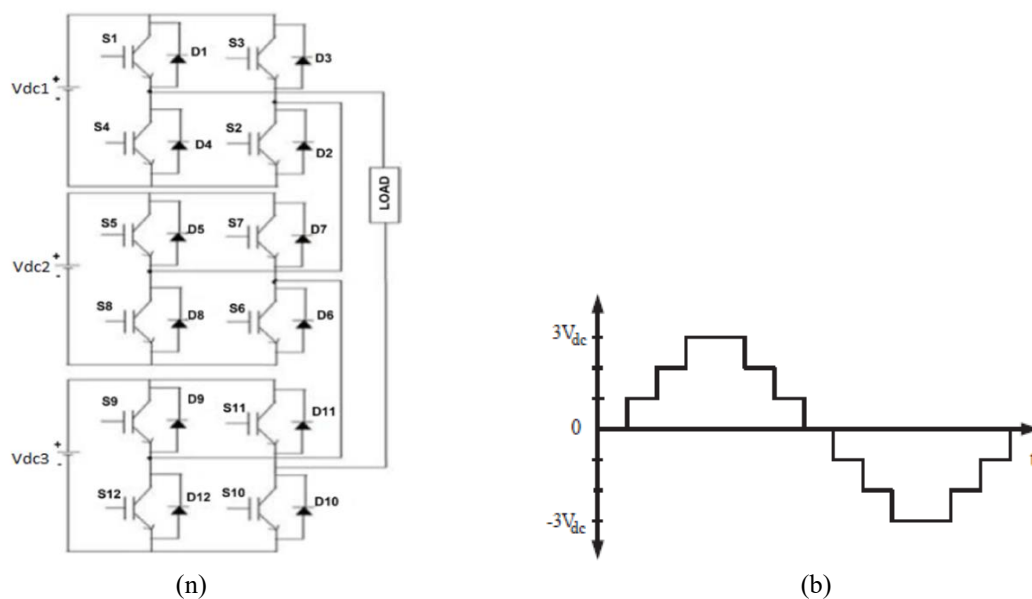 S1 D1 S3 D3
Vdc1 + -
S4 D4 S2 D2
LOAD
S5 D5 S7 D7
Vdc2 + -
S8 D8 S6 D6
S9 D9 S11 D11
Vdc3 + -
S12 D12 S10 D10
(n)
3Vdc
0
t
-3Vdc
(b)